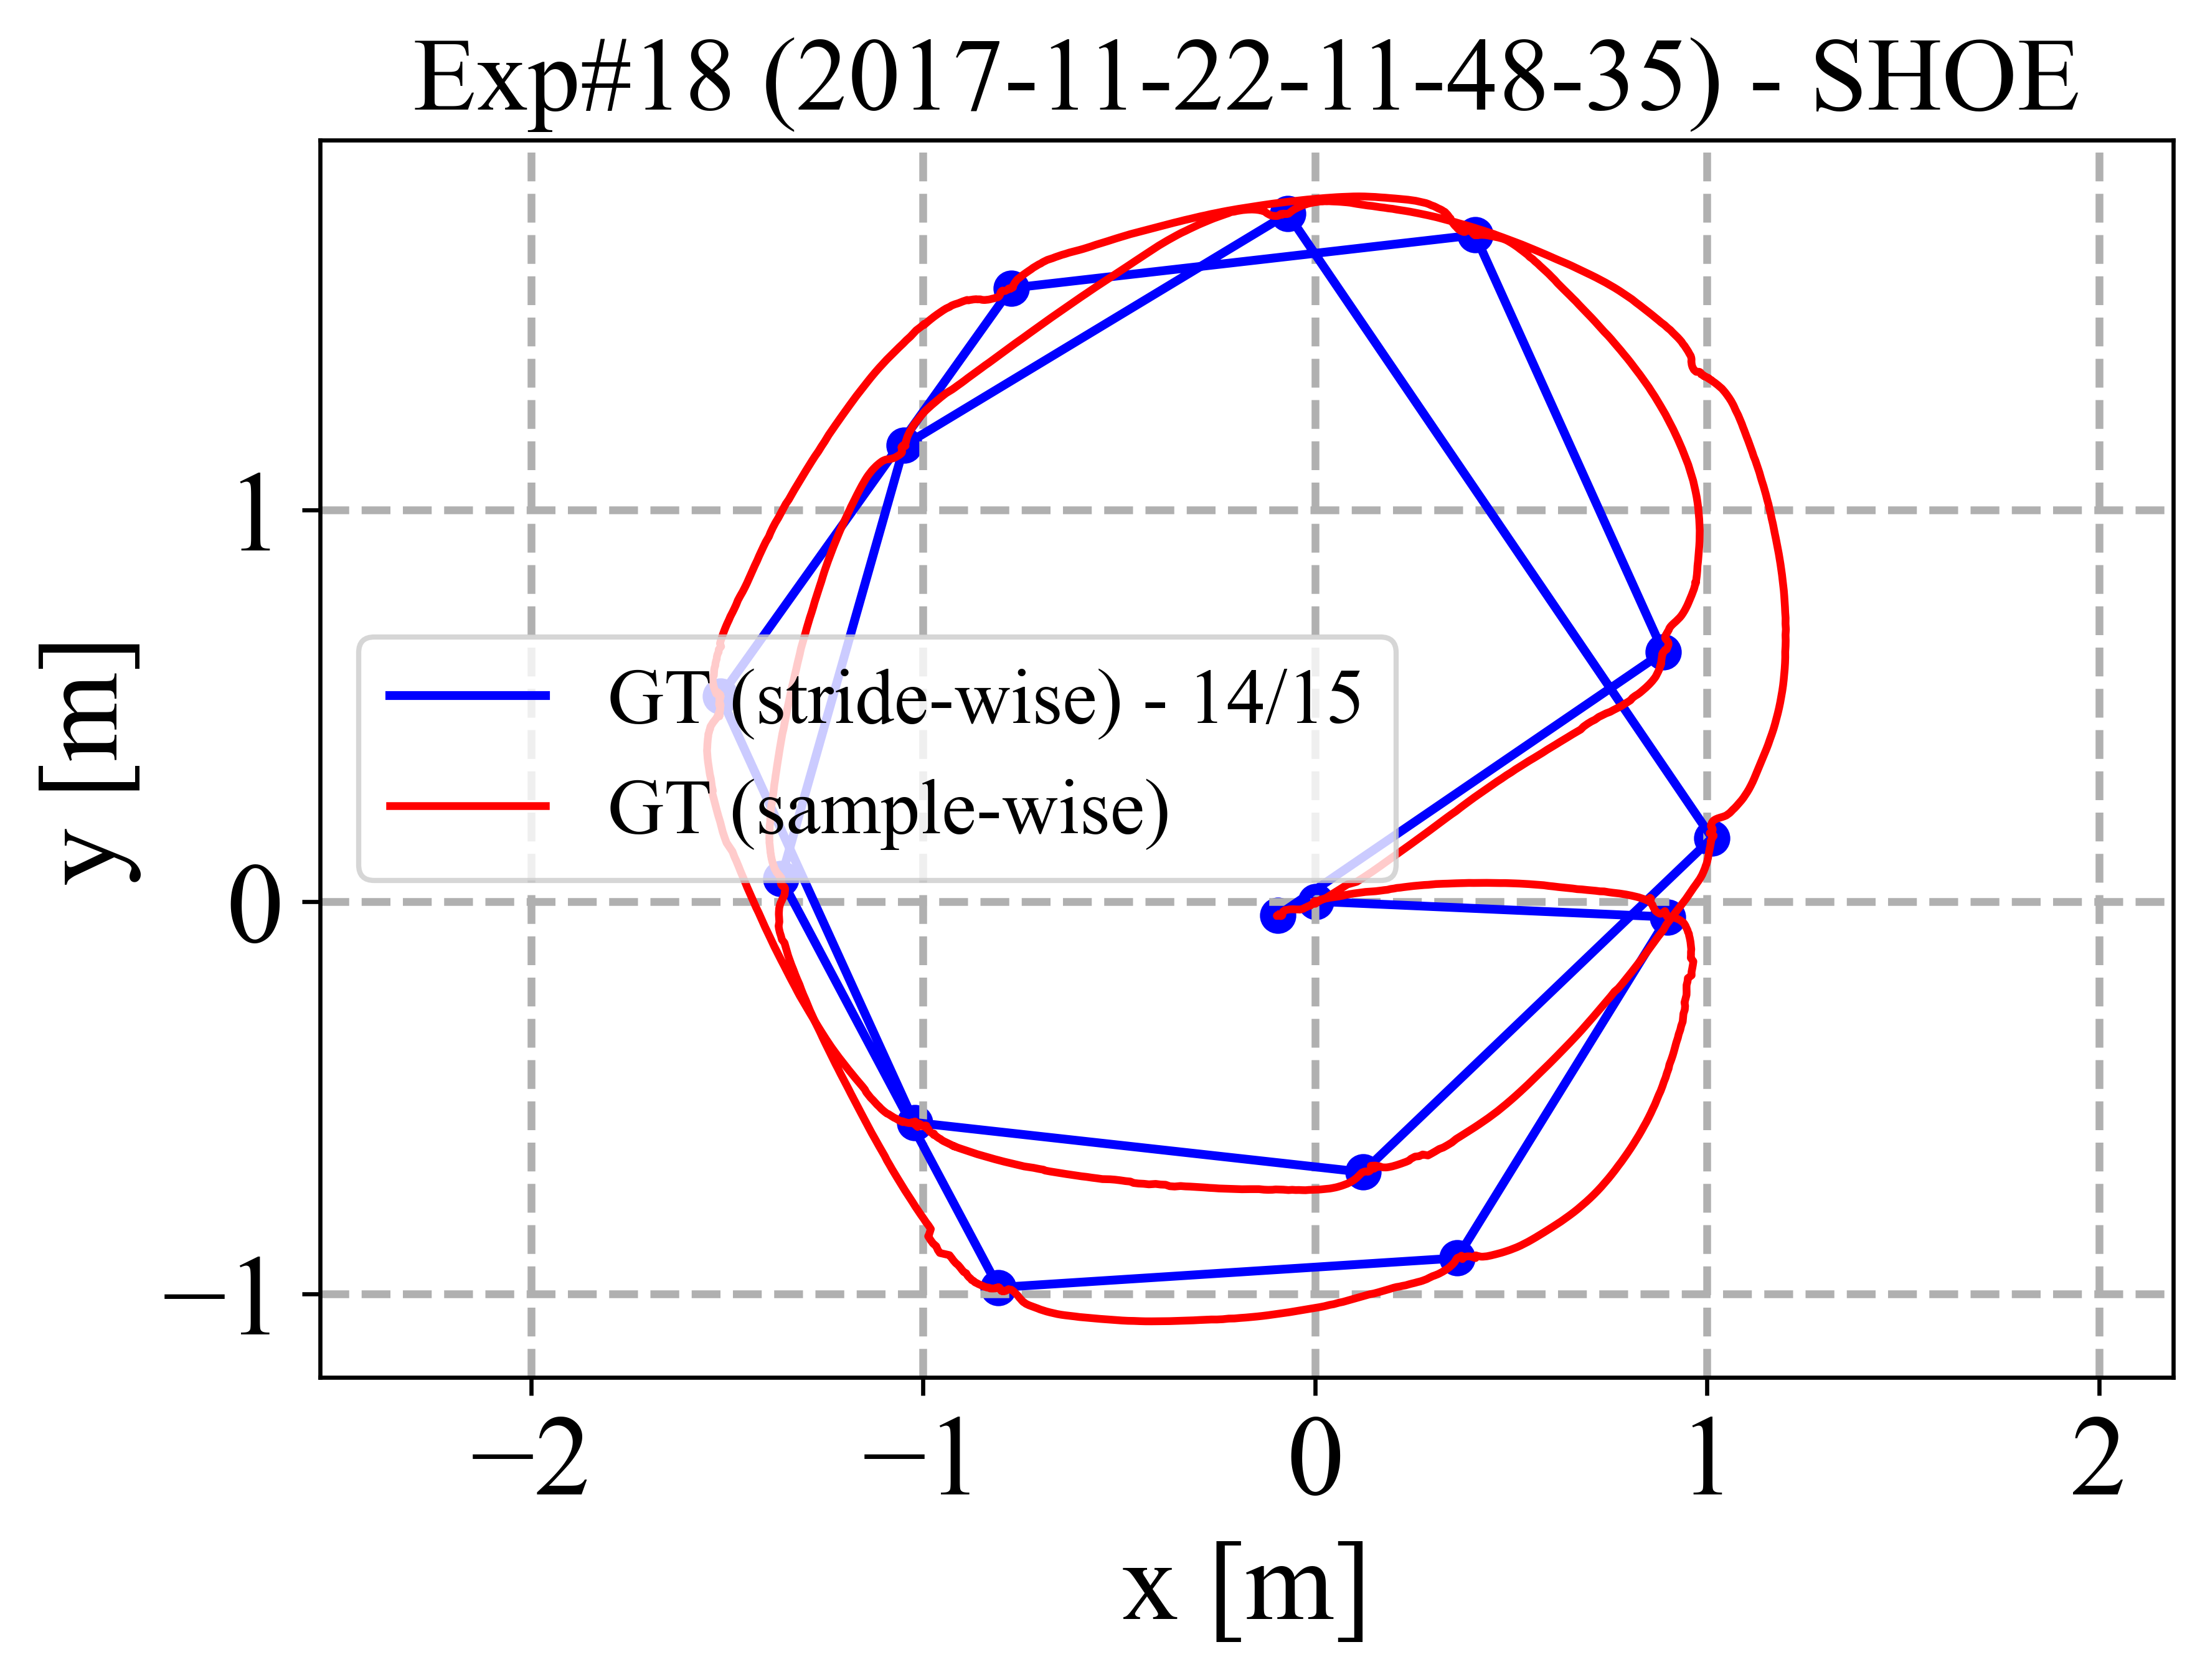 Exp#18 (2017-11-22-11-48-35) - SHOE
y [m]
1
0
−1
GT (stride-wise) - 14/15
GT (sample-wise)
−2 −1 0 1 2
x [m]